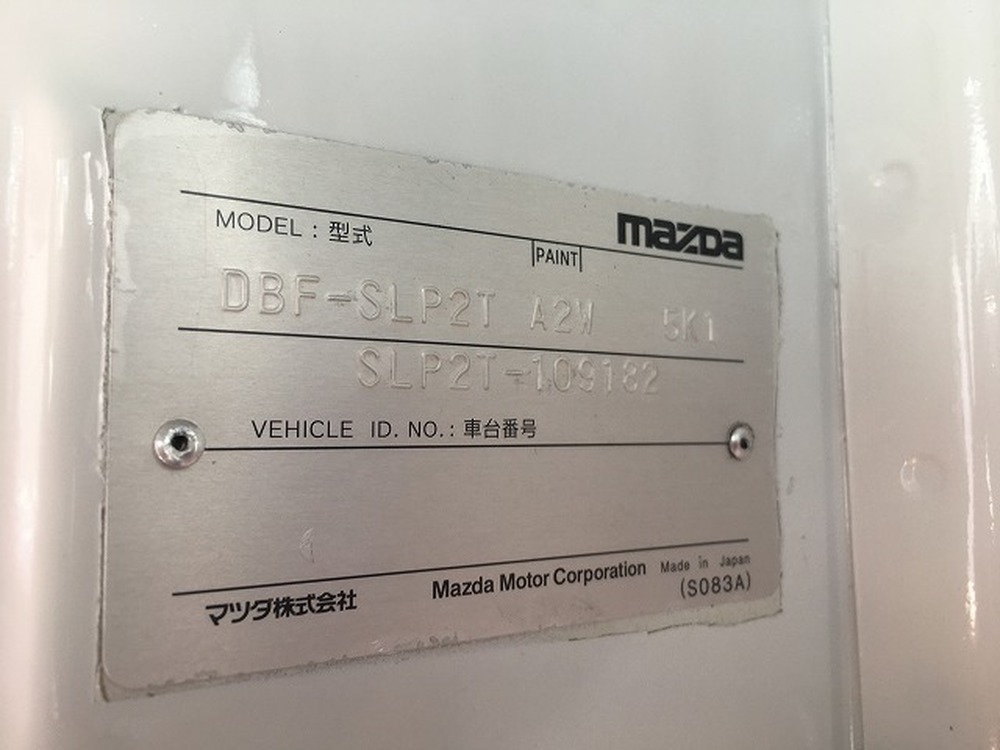 mazda
MODEL : 型式
PAINT
DBF-SLP2T A2W 5K1
SLP2T-109182
VEHICLE ID. NO. : 車台番号
マツダ株式会社 Mazda Motor Corporation Made in Japan
(S083A)